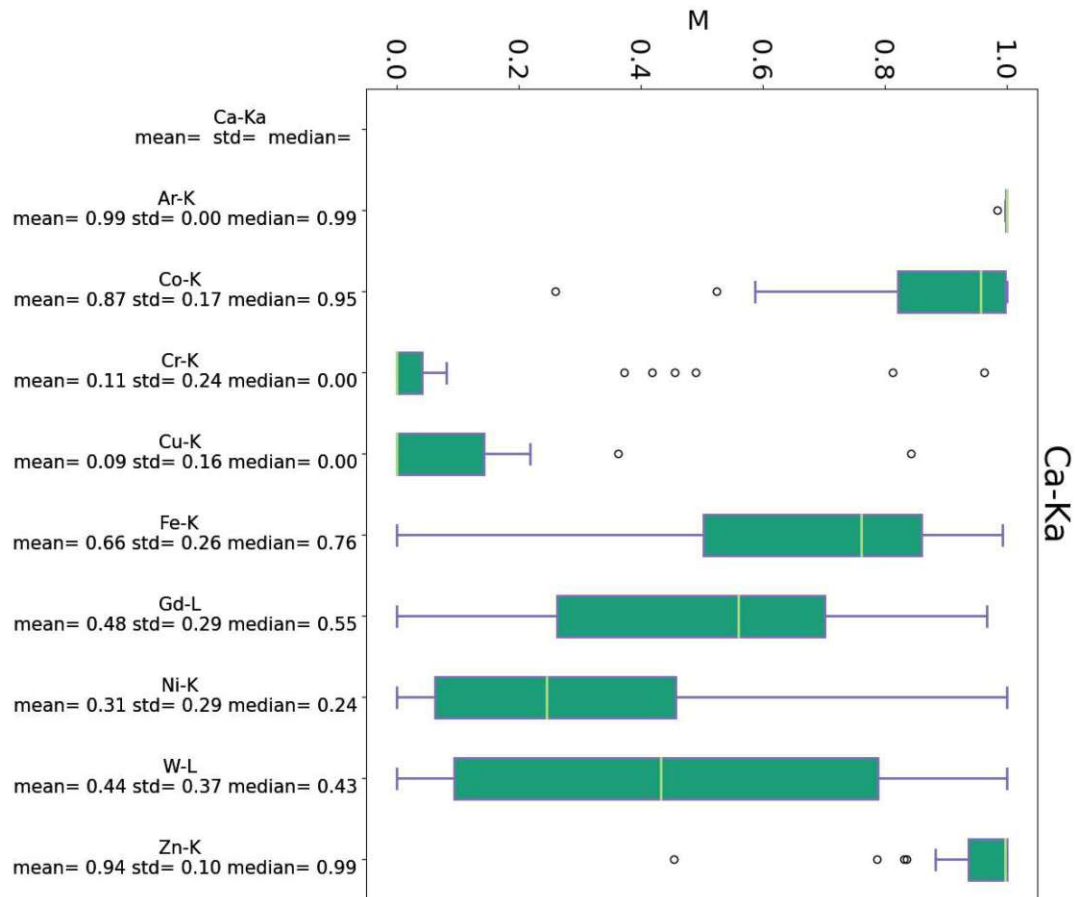 M
0.0 0.2 0.4 0.6 0.8 1.0
Ca-Ka
Ca-Ka
mean= std= median=
Ar-K
mean= 0.99 std= 0.00 median= 0.99
Co-K
mean= 0.87 std= 0.17 median= 0.95
Cr-K
mean= 0.11 std= 0.24 median= 0.00
Cu-K
mean= 0.09 std= 0.16 median= 0.00
Fe-K
mean= 0.66 std= 0.26 median= 0.76
Gd-L
mean= 0.48 std= 0.29 median= 0.55
Ni-K
mean= 0.31 std= 0.29 median= 0.24
W-L
mean= 0.44 std= 0.37 median= 0.43
Zn-K
mean= 0.94 std= 0.10 median= 0.99